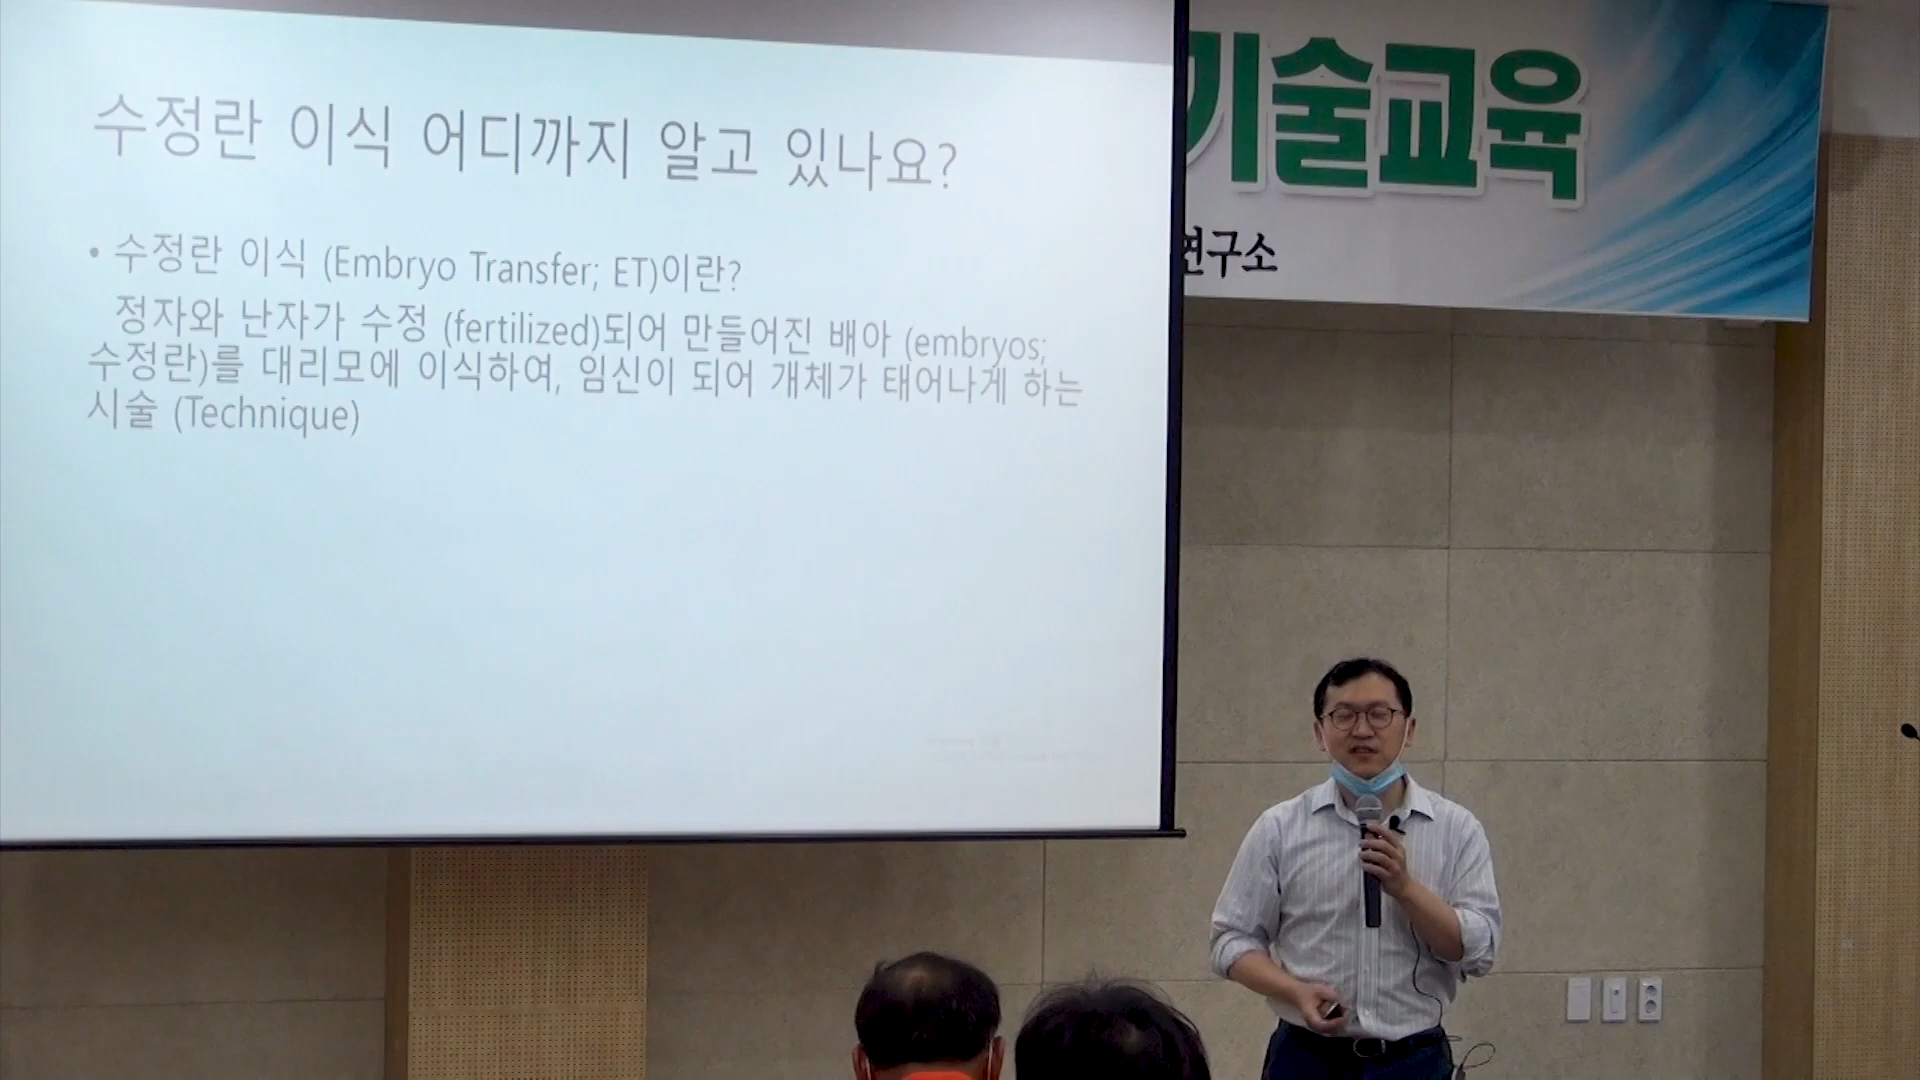 수정란 이식 어디까지 알고 있나요?
• 수정란 이식 (Embryo Transfer; ET)이란?
정자와 난자가 수정 (fertilized)되어 만들어진 배아 (embryos;
수정란)를 대리모에 이식하여, 임신이 되어 개체가 태어나게 하는
시술 (Technique)
기술교육
연구소